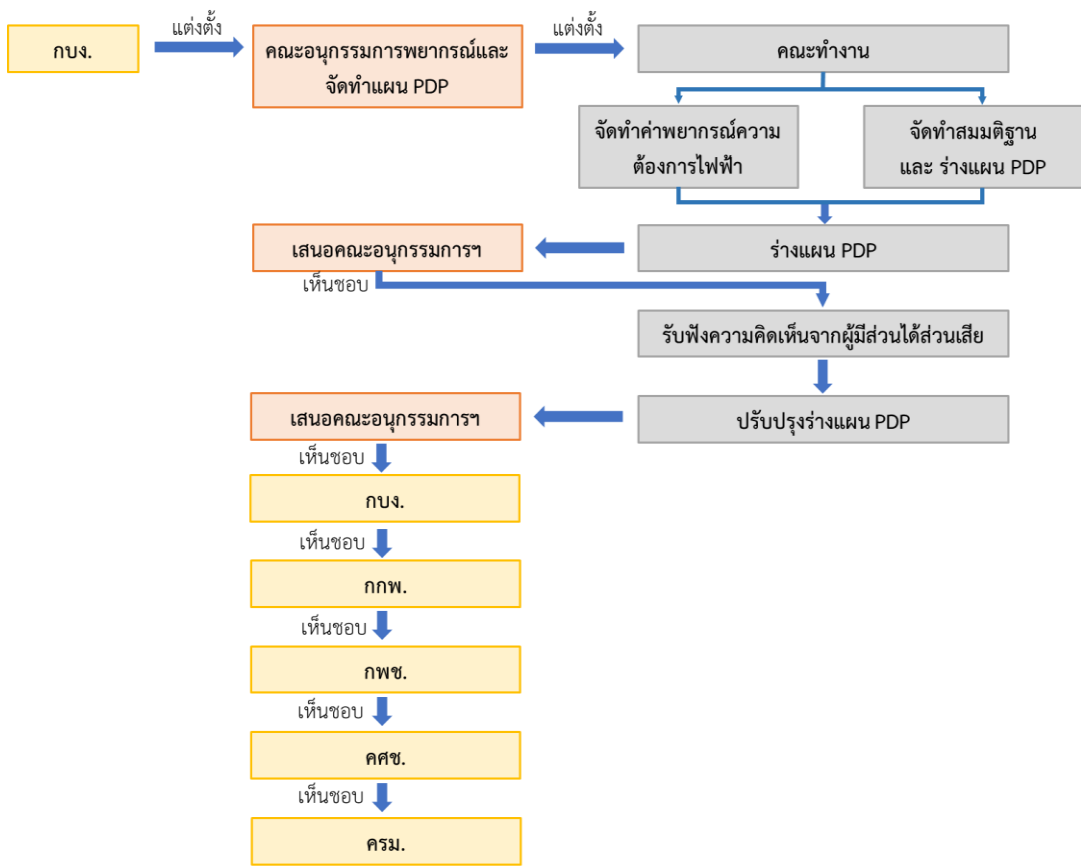 แต่งตั้ง
แต่งตั้ง
กบง.
คณะอนุกรรมการพยากรณ์และ
จัดทำแผน PDP
คณะทำงาน
จัดทำค่าพยากรณ์ความ
ต้องการไฟฟ้า
จัดทำสมมติฐาน
และ ร่างแผน PDP
เสนอคณะอนุกรรมการฯ
ร่างแผน PDP
เห็นชอบ
รับฟังความคิดเห็นจากผู้มีส่วนได้ส่วนเสีย
เสนอคณะอนุกรรมการฯ
ปรับปรุงร่างแผน PDP
เห็นชอบ
กบง.
เห็นชอบ
กกพ.
เห็นชอบ
กพช.
เห็นชอบ
คศช.
เห็นชอบ
ครม.